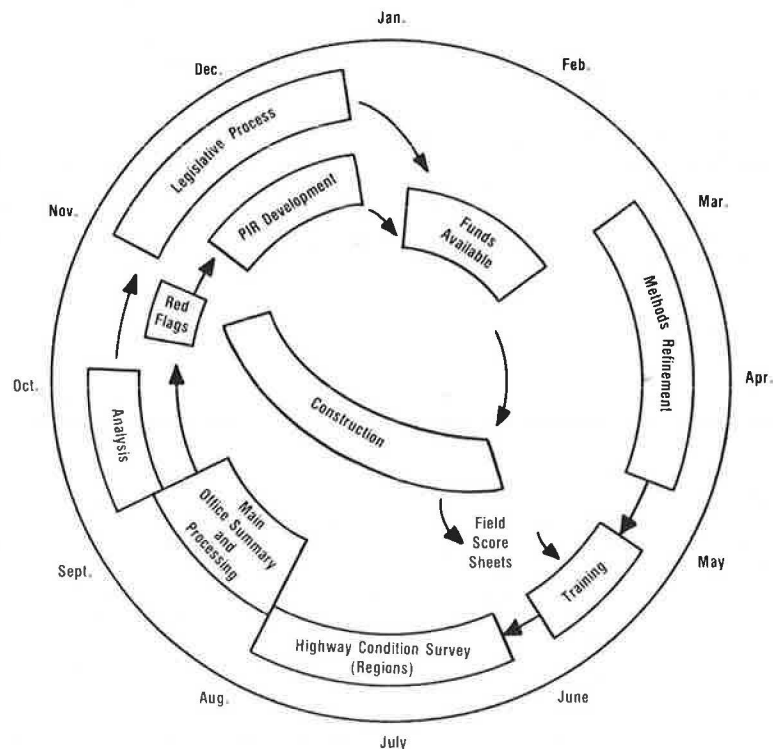 Jan.
Feb.
Mar.
Apr.
May
June
July
Aug.
Sept.
Oct.
Nov.
Dec.
Legislative Process
PIR Development
Funds
Available
Methods Refinement
Red
Flags
Construction
Analysis
Main
Office Summary
and
Processing
Field
Score
Sheets
Training
Highway Condition Survey
(Regions)